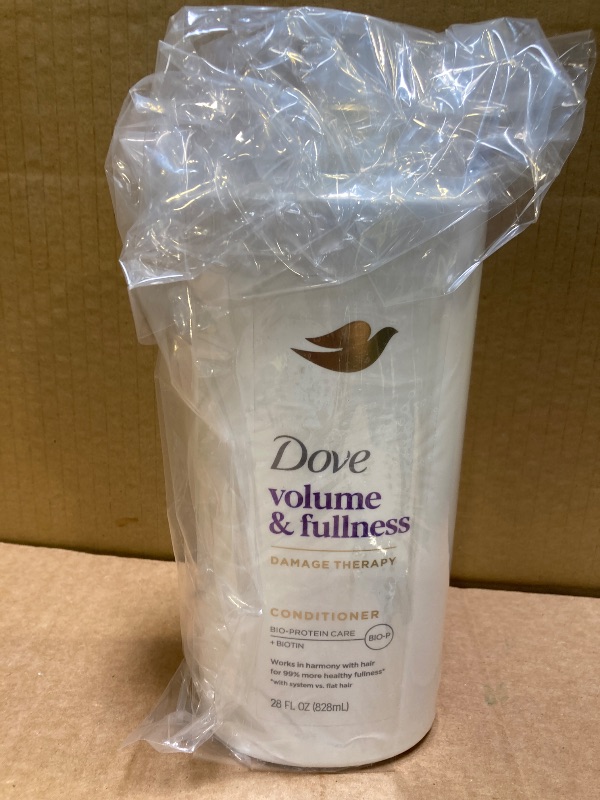 Dove
volume
& fullness
DAMAGE THERAPY
CONDITIONER
BIO-PROTEIN CARE
+ BIOTIN
BIO-P
Works in harmony with hair
for 99% more healthy fullness*
*with system vs. flat hair
28 FL OZ (828mL)